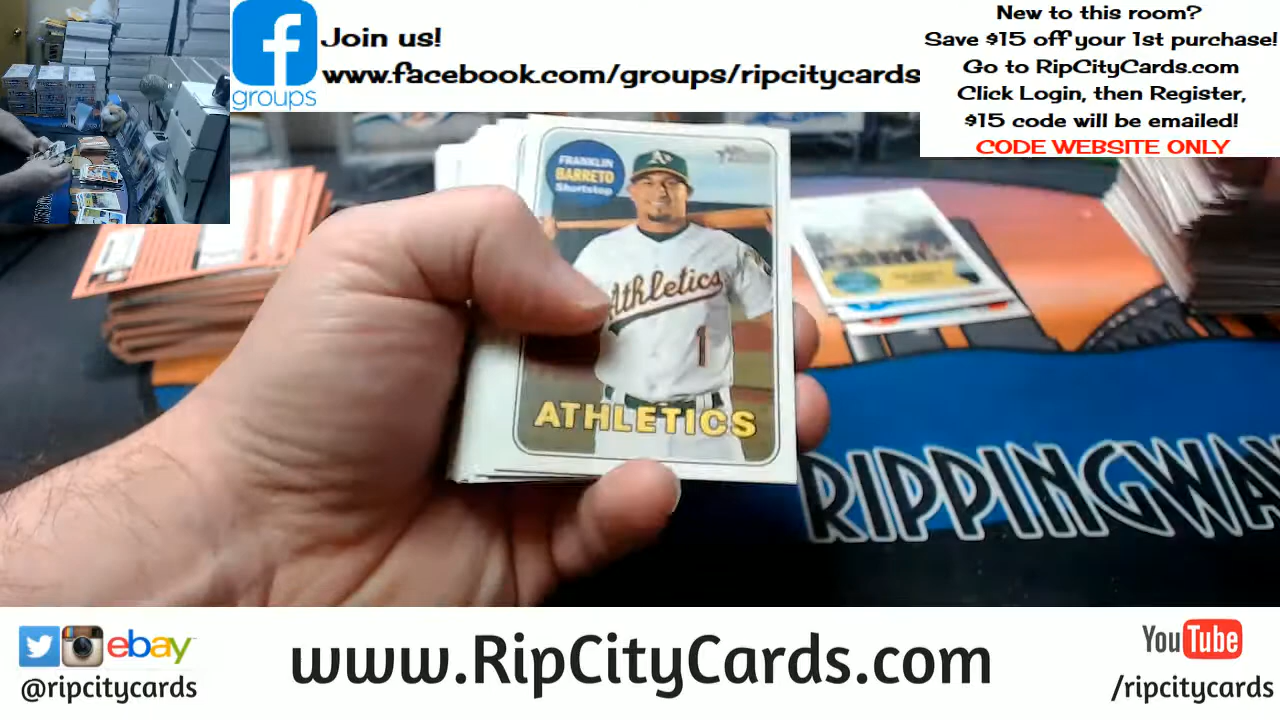 groups
Join us!
www.facebook.com/groups/ripcitycards
New to this room?
Save $15 off your 1st purchase!
Go to RipCityCards.com
Click Login, then Register,
$15 code will be emailed!
CODE WEBSITE ONLY
FRANKLIN
BARRETO
Shortstop
Athletics
1
ATHLETICS
RIPPINGWA
ebay
@ripcitycards
www.RipCityCards.com
YouTube
/ripcitycards